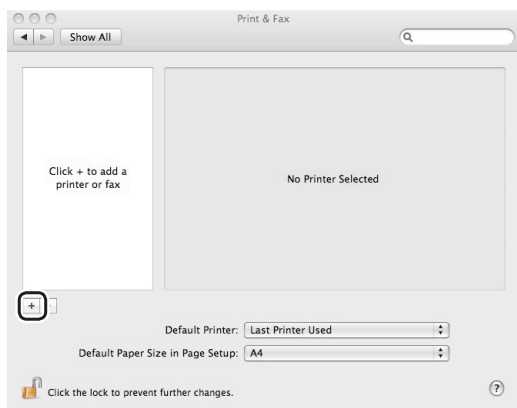 Print & Fax
Show All
Click + to add a
printer or fax
No Printer Selected
+ -
Default Printer: Last Printer Used
Default Paper Size in Page Setup: A4
Click the lock to prevent further changes.
?